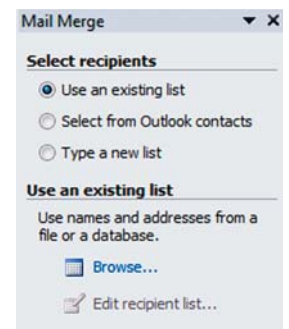 Mail Merge
Select recipients
Use an existing list
Select from Outlook contacts
Type a new list
Use an existing list
Use names and addresses from a
file or a database.
Browse...
Edit recipient list...